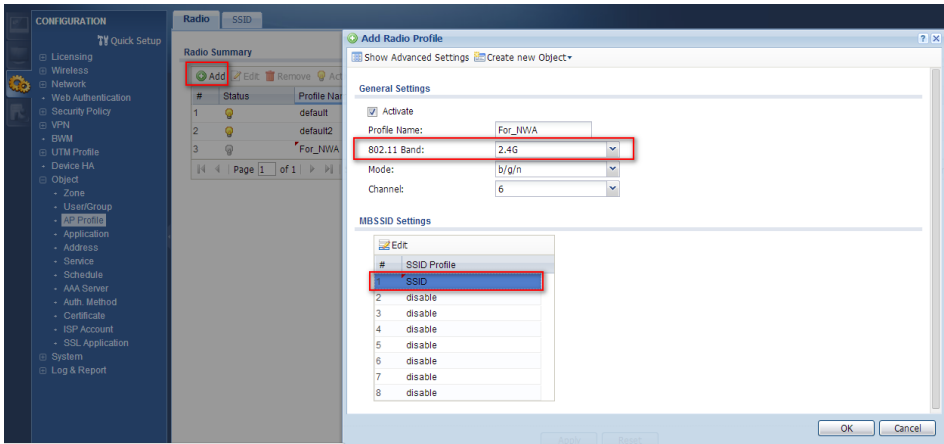 CONFIGURATION
Quick Setup
Licensing
Wireless
Network
Web Authentication
Security Policy
VPN
BWM
UTM Profile
Device HA
Object
Zone
User/Group
AP Profile
Application
Address
Service
Schedule
AAA Server
Auth. Method
Certificate
ISP Account
SSL Application
System
Log & Report
Radio SSID
Radio Summary
Add Edit Remove Act
# Status Profile Nar
1 default
2 default2
3 For_NWA
Page 1 of 1
Add Radio Profile
Show Advanced Settings Create new Object
General Settings
Activate
Profile Name: For_NWA
802.11 Band: 2.4G
Mode: b/g/n
Channel: 6
MBSSID Settings
Edit
# SSID Profile
1 SSID
2 disable
3 disable
4 disable
5 disable
6 disable
7 disable
8 disable
OK Cancel
Apply Reset